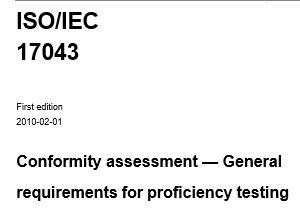 ISO/IEC
17043
First edition
2010-02-01
Conformity assessment — General
requirements for proficiency testing